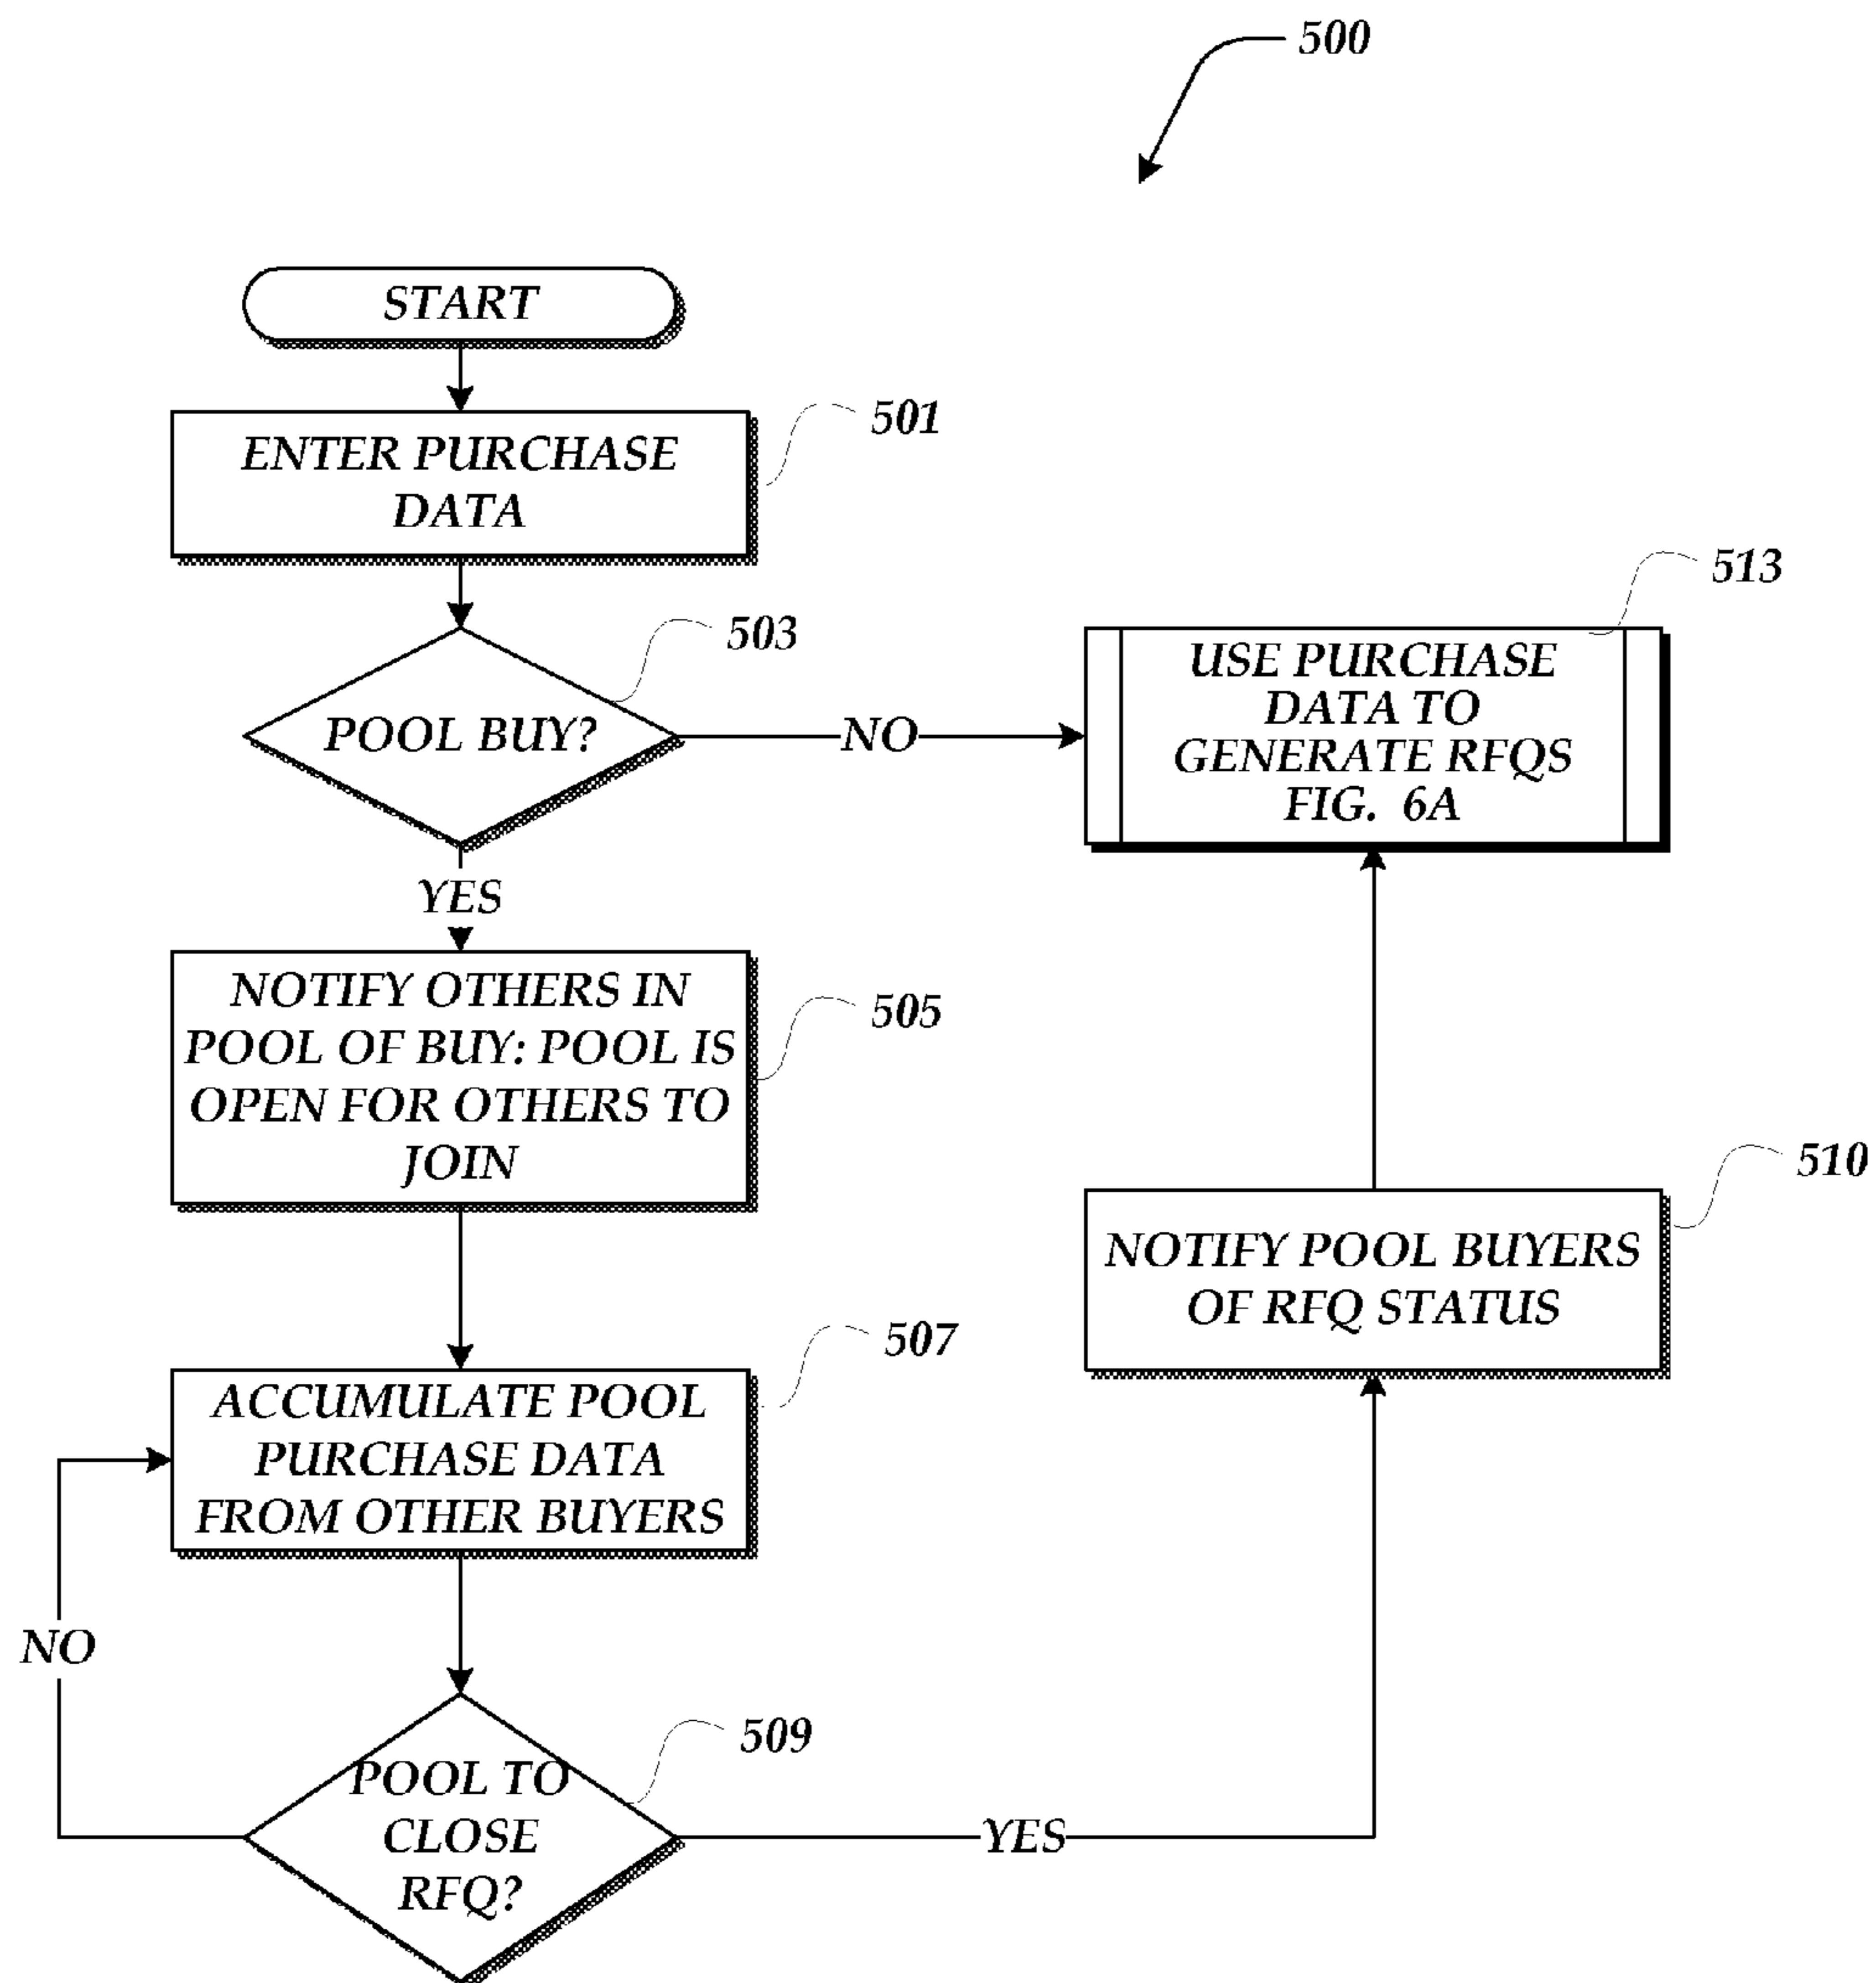 500
START
501
ENTER PURCHASE
DATA
503
POOL BUY?
NO
513
USE PURCHASE
DATA TO
GENERATE RFQS
FIG. 6A
YES
NOTIFY OTHERS IN
POOL OF BUY: POOL IS
OPEN FOR OTHERS TO
JOIN
505
510
NOTIFY POOL BUYERS
OF RFQ STATUS
507
ACCUMULATE POOL
PURCHASE DATA
FROM OTHER BUYERS
NO
509
POOL TO
CLOSE
RFQ?
YES